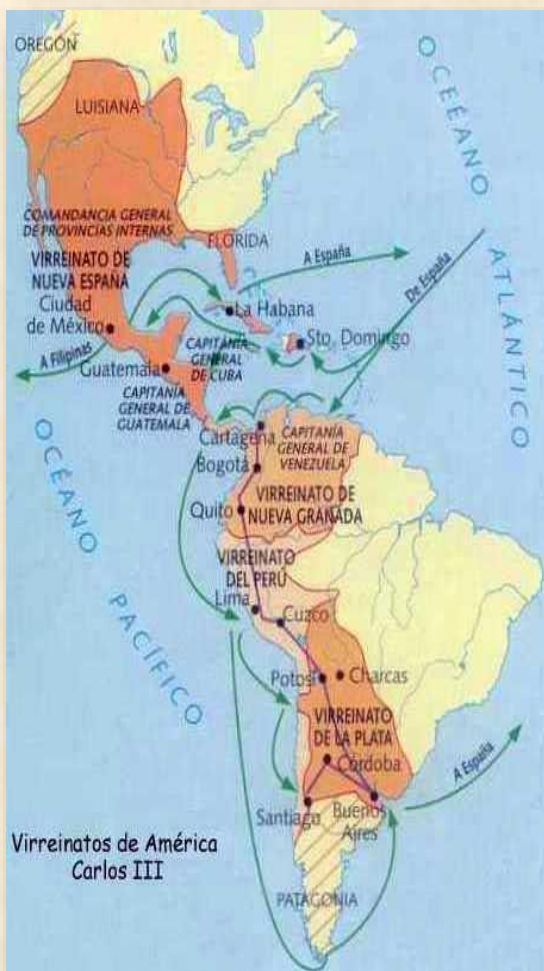 OREGÓN
LUISIANA
OCÉANO ATLÁNTICO
COMANDANCIA GENERAL
DE PROVINCIAS INTERNAS
FLORIDA
VIRREINATO DE
NUEVA ESPAÑA
A España
De España
Ciudad
de México
La Habana
Sto. Domingo
A Filipinas
CAPITANÍA
GENERAL
DE CUBA
Guatemala
CAPITANÍA
GENERAL DE
GUATEMALA
Cartagena
CAPITANÍA
GENERAL DE
VENEZUELA
Bogotá
OCÉANO PACÍFICO
Quito
VIRREINATO DE
NUEVA GRANADA
VIRREINATO
DEL PERÚ
Lima
Cuzco
Potosí
Charcas
VIRREINATO
DE LA PLATA
Córdoba
A España
Santiago
Buenos
Aires
Virreinatos de América
Carlos III
PATAGONIA